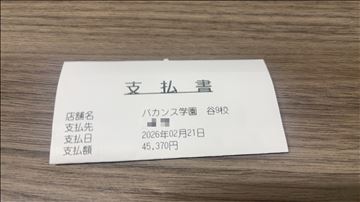 支払書
店舗名 バカンス学園 谷9校
支払先
支払日 2026年02月21日
支払額 45,370円